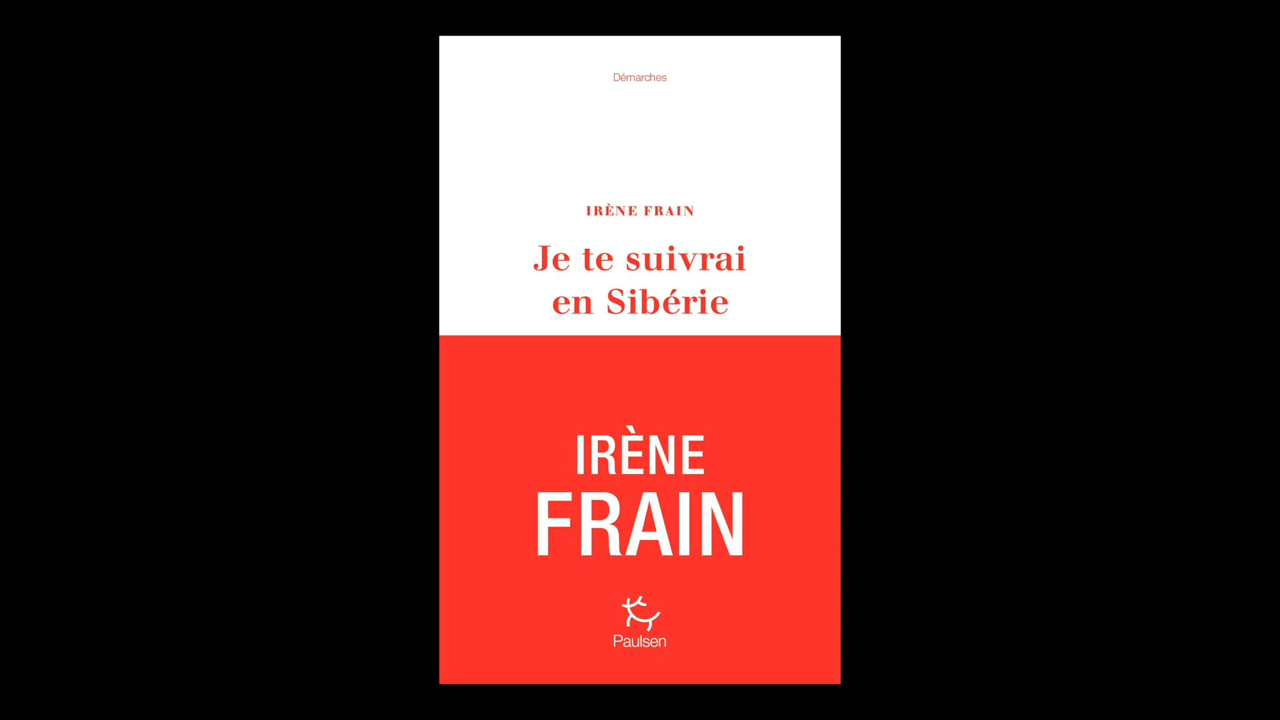 Démarches
IRÈNE FRAIN
Je te suivrai
en Sibérie
IRÈNE
FRAIN
Paulsen